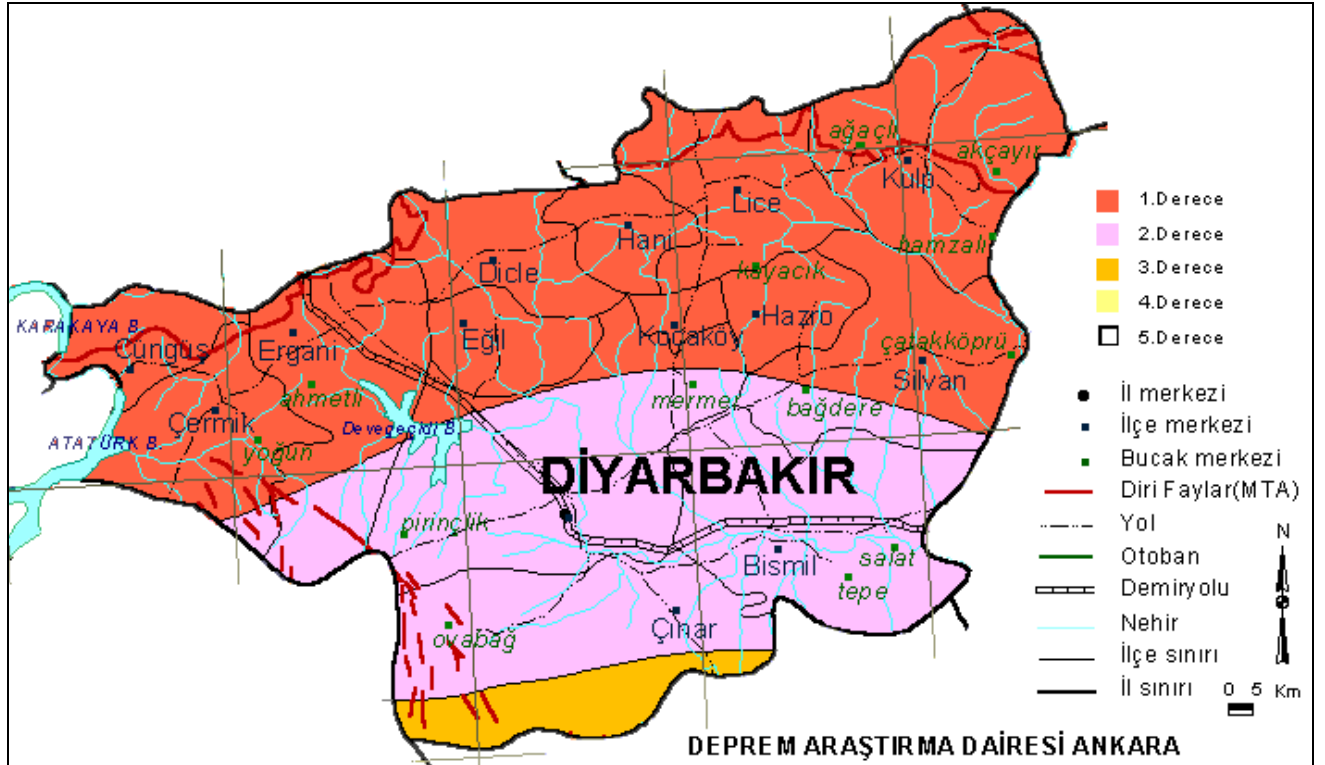 ağaçlı
akçayır
Kulp
Lice
Hani
hamzalı
Dicle
kayacık
KARAKAYA B.
Çüngüş
Ergani
Eğil
Koçaköy
Hazro
çatakköprü
Silvan
ahmetli
mermer
bağdere
Çermik
Devegeçidi B.
yoğun
ATATÜRK B.
DİYARBAKIR
pirinçlik
Bismil
salat
tepe
ovabağ
Çınar
1.Derece
2.Derece
3.Derece
4.Derece
5.Derece
İl merkezi
İlçe merkezi
Bucak merkezi
Diri Faylar(MTA)
Yol
Otoban
Demiryolu
Nehir
İlçe sınırı
İl sınırı
N
0 5 Km
DEPREM ARAŞTIRMA DAİRESİ ANKARA